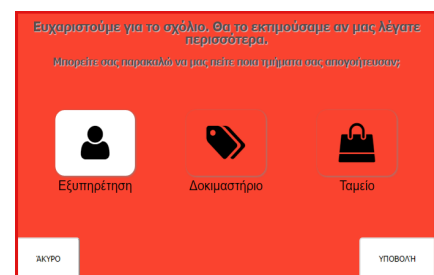 Ευχαριστούμε για το σχόλιο. Θα το εκτιμούσαμε αν μας λέγατε
περισσότερα.
Μπορείτε σας παρακαλώ να μας πείτε ποια τμήματα σας απογοήτευσαν;
Εξυπηρέτηση Δοκιμαστήριο Ταμείο
ΆΚΥΡΟ ΥΠΟΒΟΛΉ